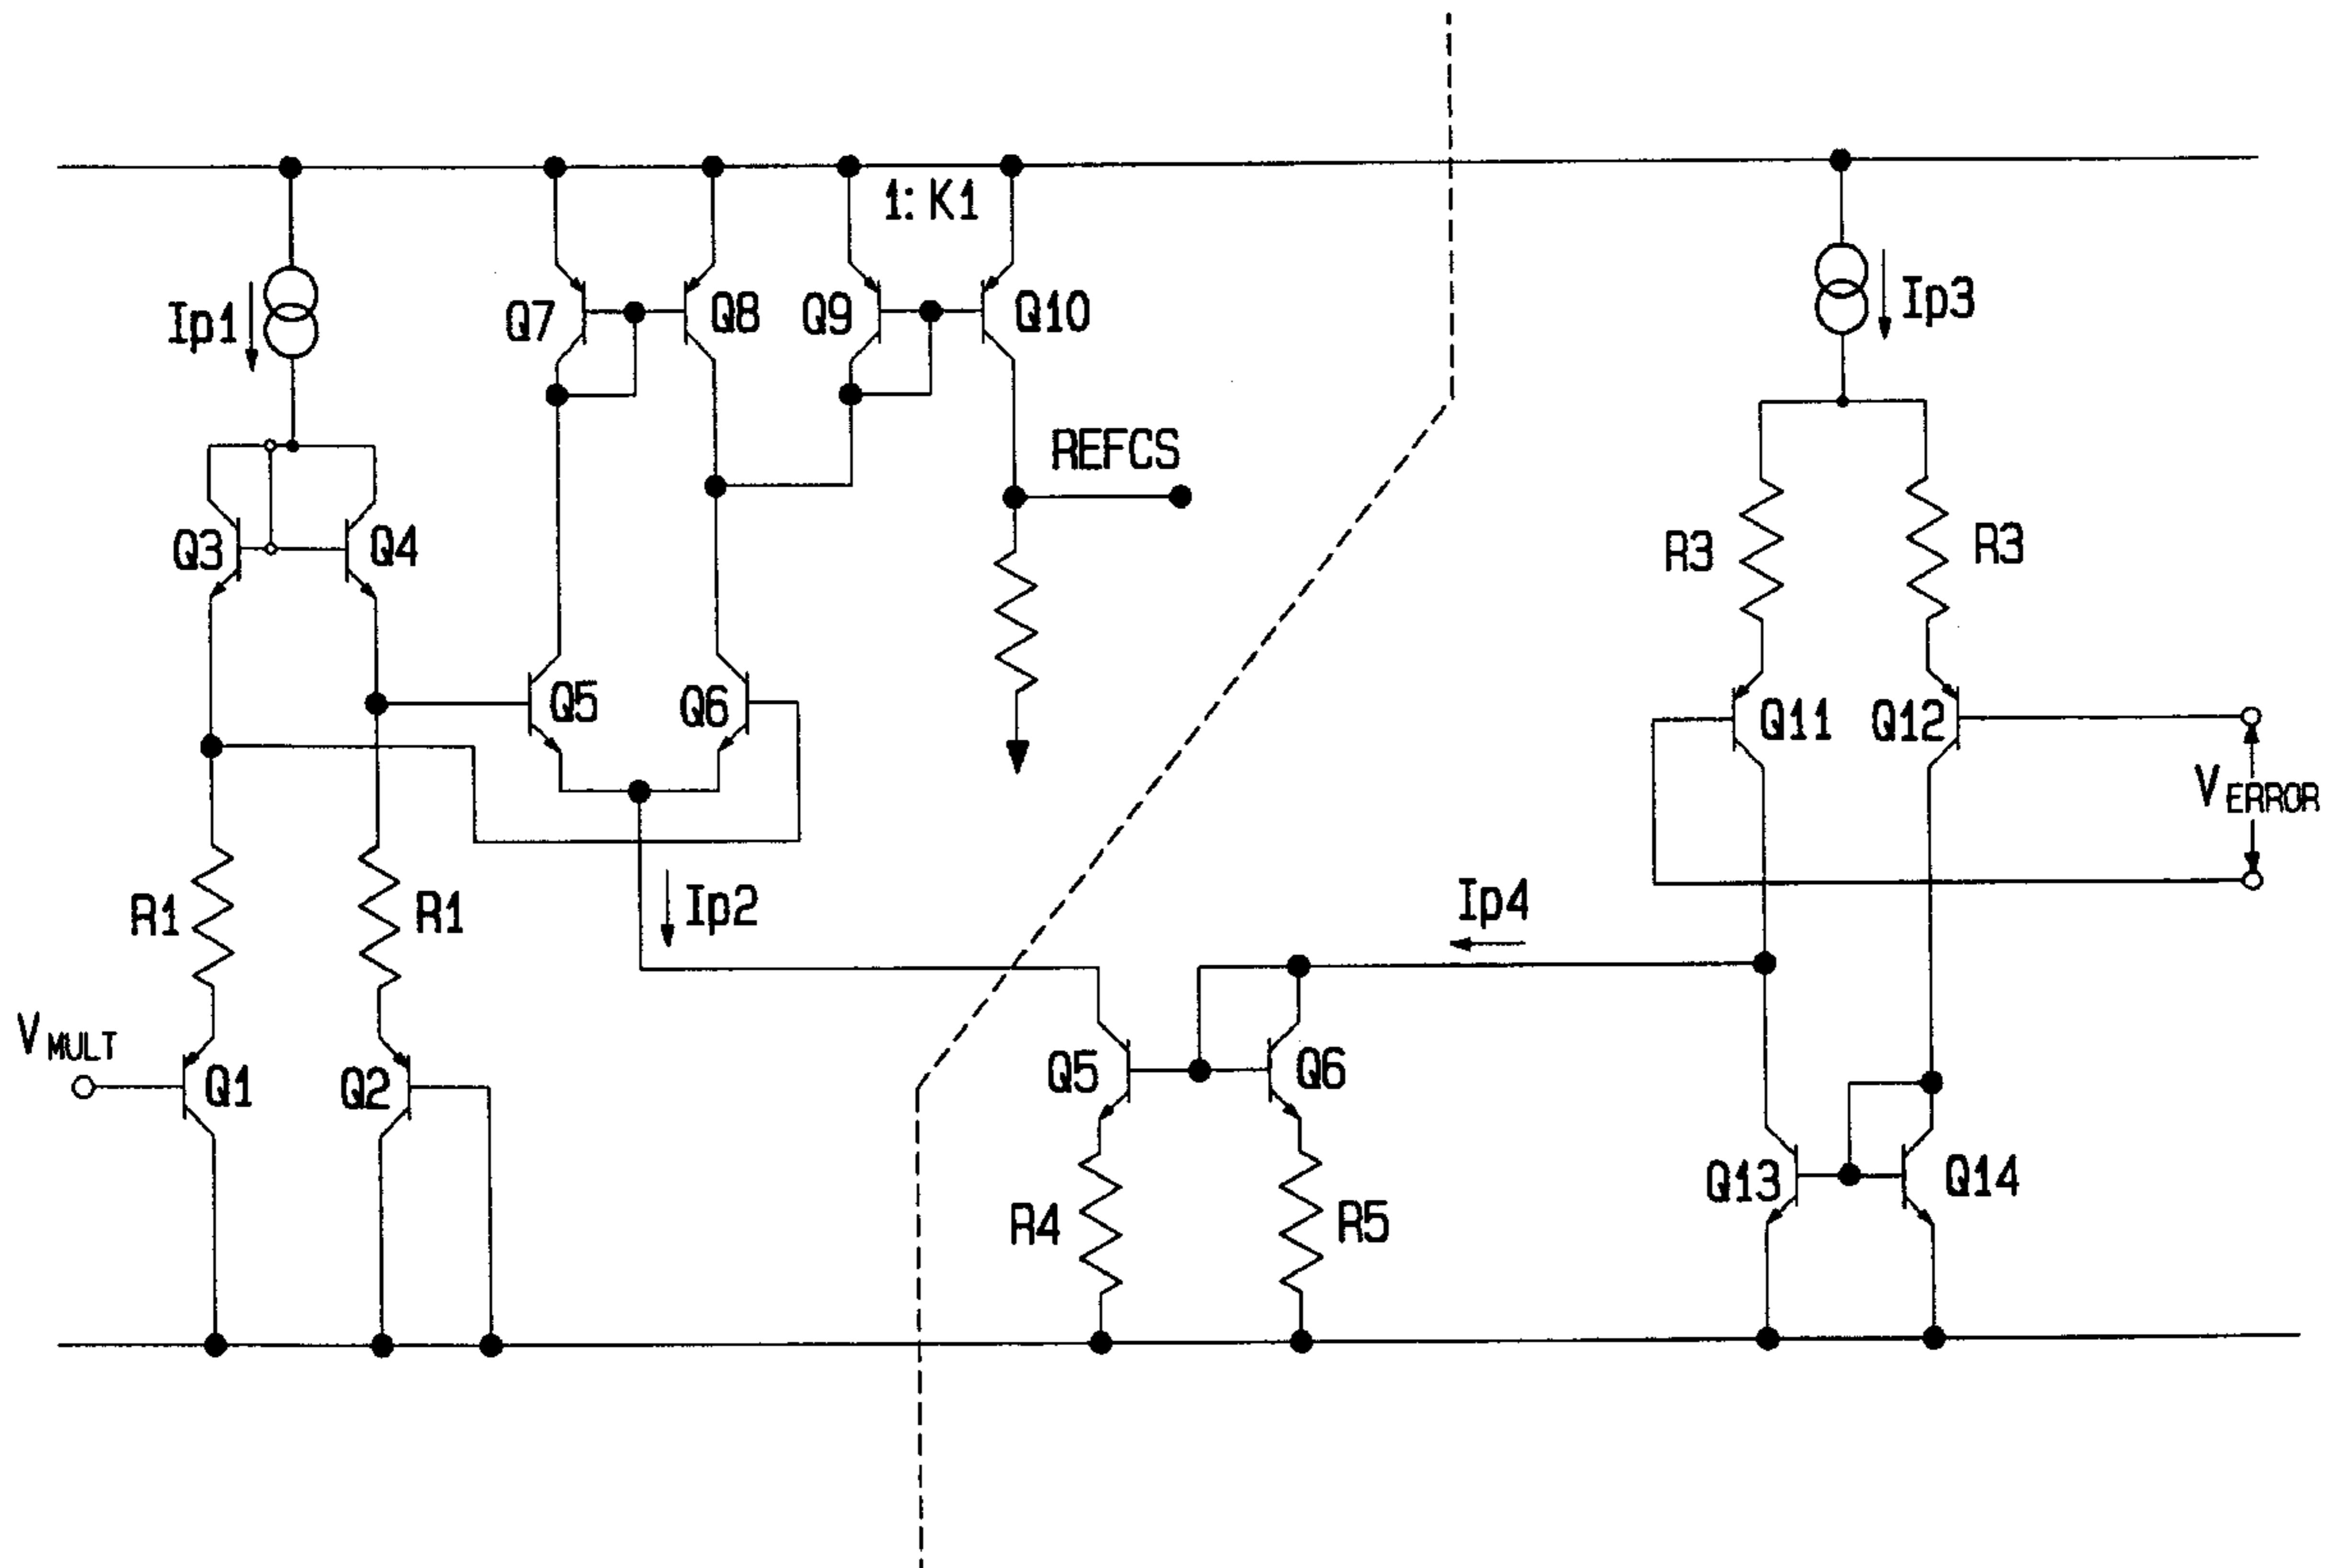 1: K1
Ip1
Q7
Q8
Q9
Q10
Ip3
REFCS
Q3
Q4
R3
R3
Q5
Q6
Q11
Q12
VERROR
R1
R1
Ip2
Ip4
VMULT
Q1
Q2
Q5
Q6
Q13
Q14
R4
R5